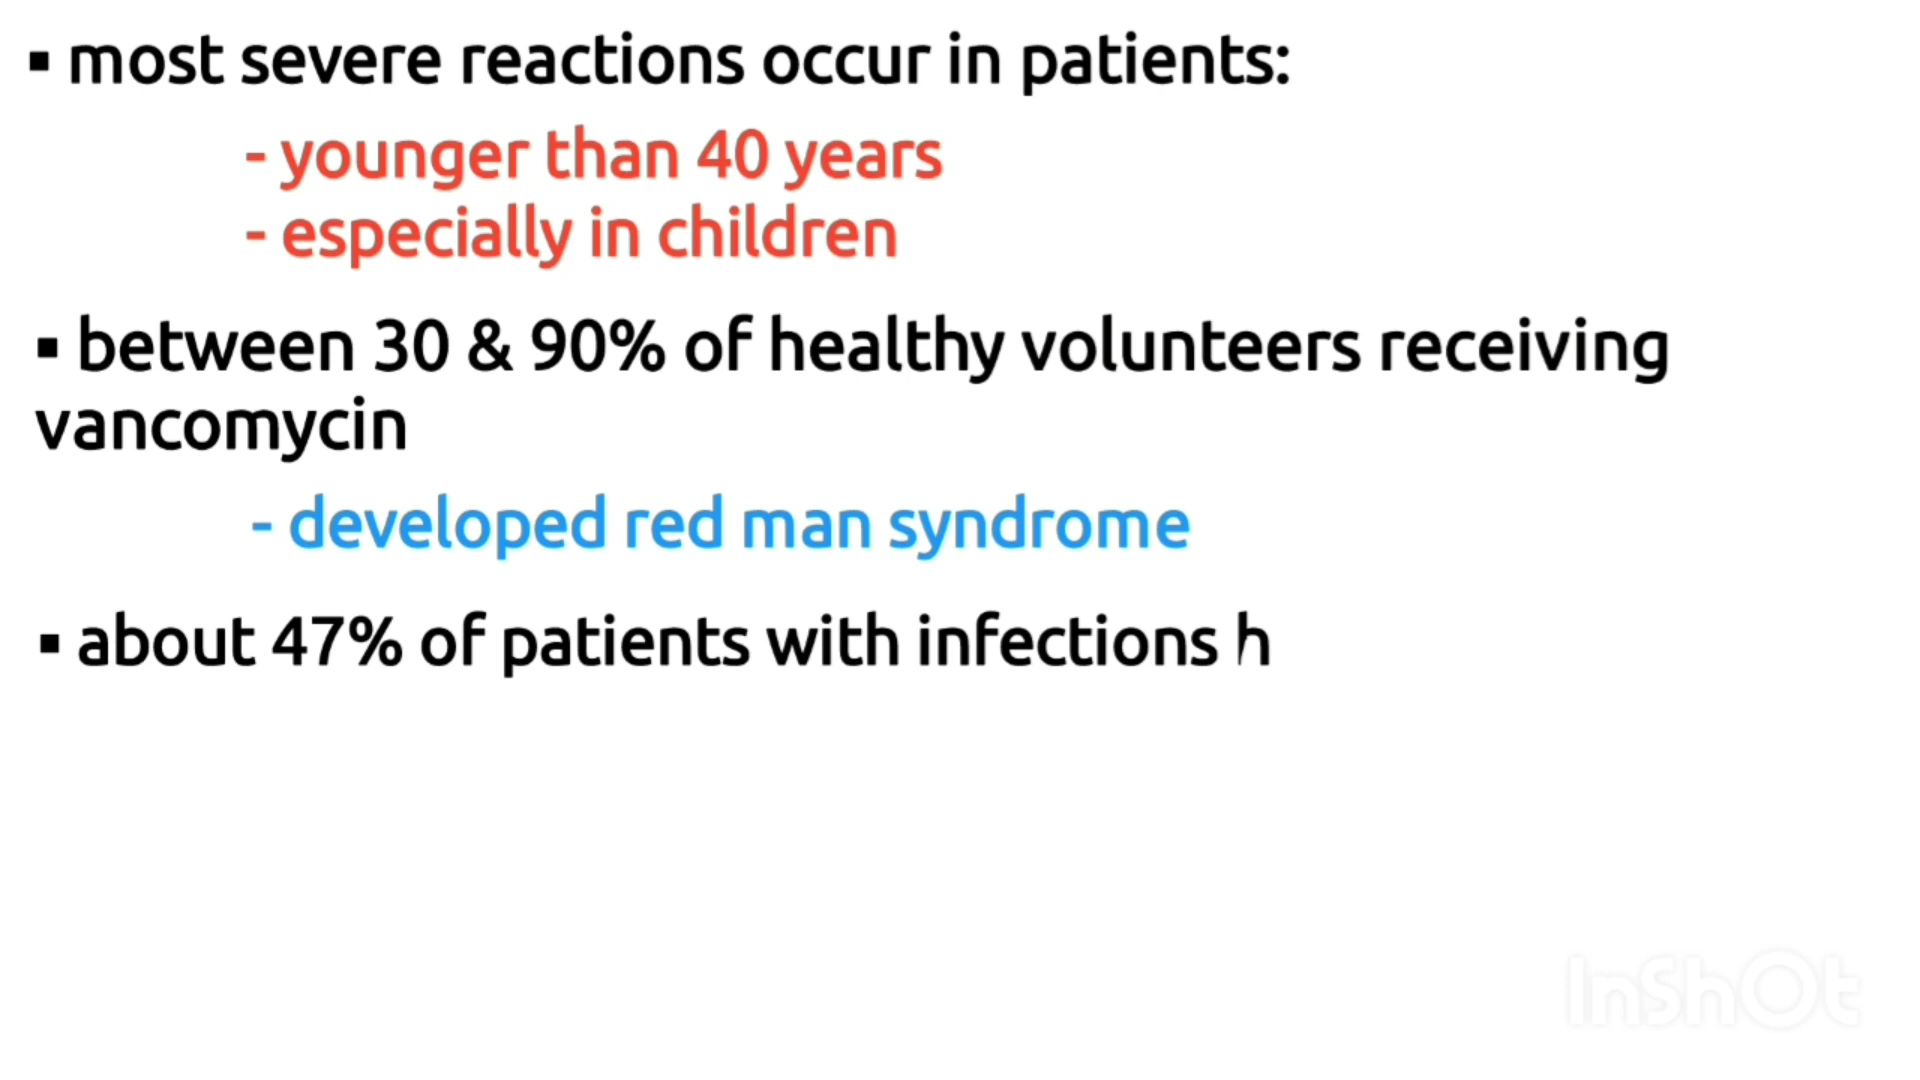 ▪ most severe reactions occur in patients:
- younger than 40 years
- especially in children
▪ between 30 & 90% of healthy volunteers receiving
vancomycin
- developed red man syndrome
▪ about 47% of patients with infections h
InShOt